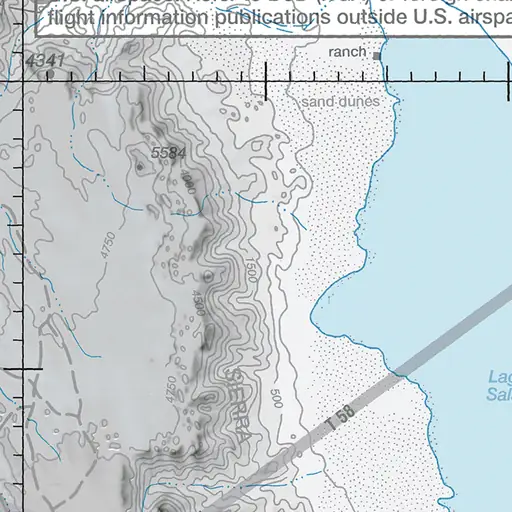 flight information publications outside U.S. airspa
ranch
4341
sand dunes
5584
4750
1500
4500
4750
500
SIERRA
T 58
Lag
Sal